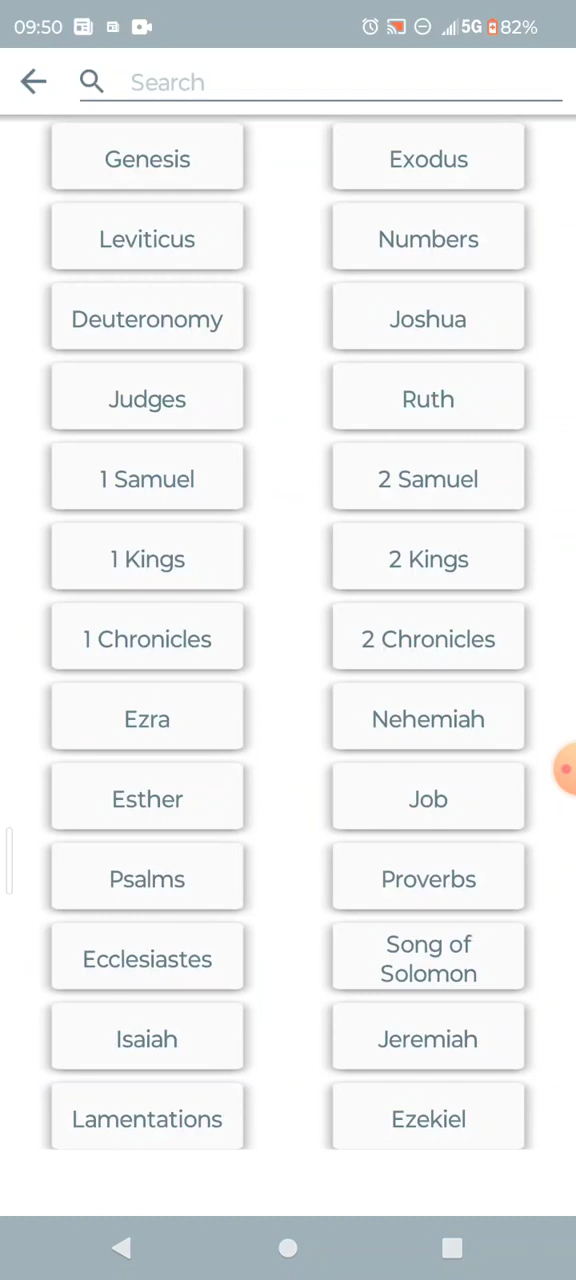 09:50 5G 82%
Search
Genesis Exodus
Leviticus Numbers
Deuteronomy Joshua
Judges Ruth
1 Samuel 2 Samuel
1 Kings 2 Kings
1 Chronicles 2 Chronicles
Ezra Nehemiah
Esther Job
Psalms Proverbs
Ecclesiastes Song of
Solomon
Isaiah Jeremiah
Lamentations Ezekiel